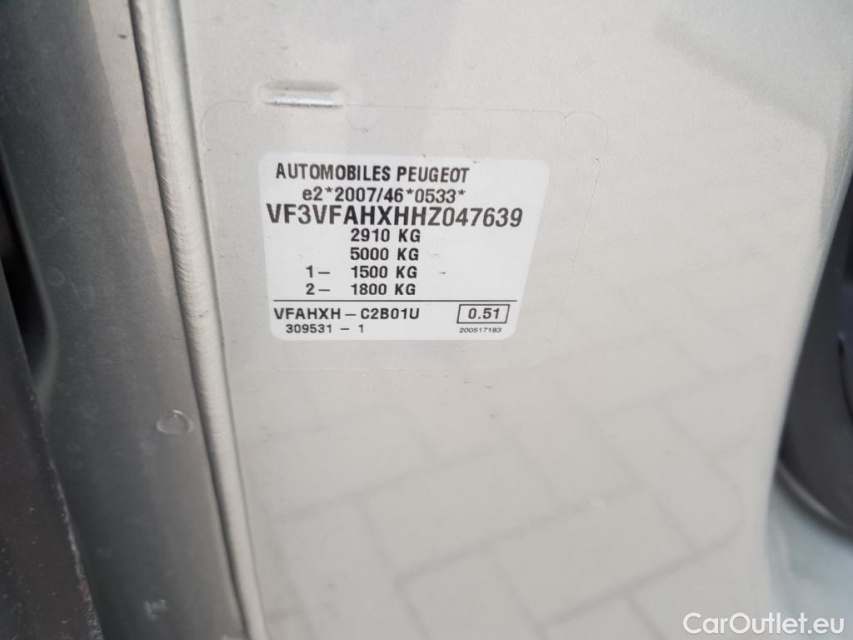 AUTOMOBILES PEUGEOT
e2*2007/46*0533*
VF3VFAHXHHZ047639
2910 KG
5000 KG
1– 1500 KG
2– 1800 KG
VFAHXH – C2B01U 0.51
309531 – 1 200517183
CarOutlet.eu